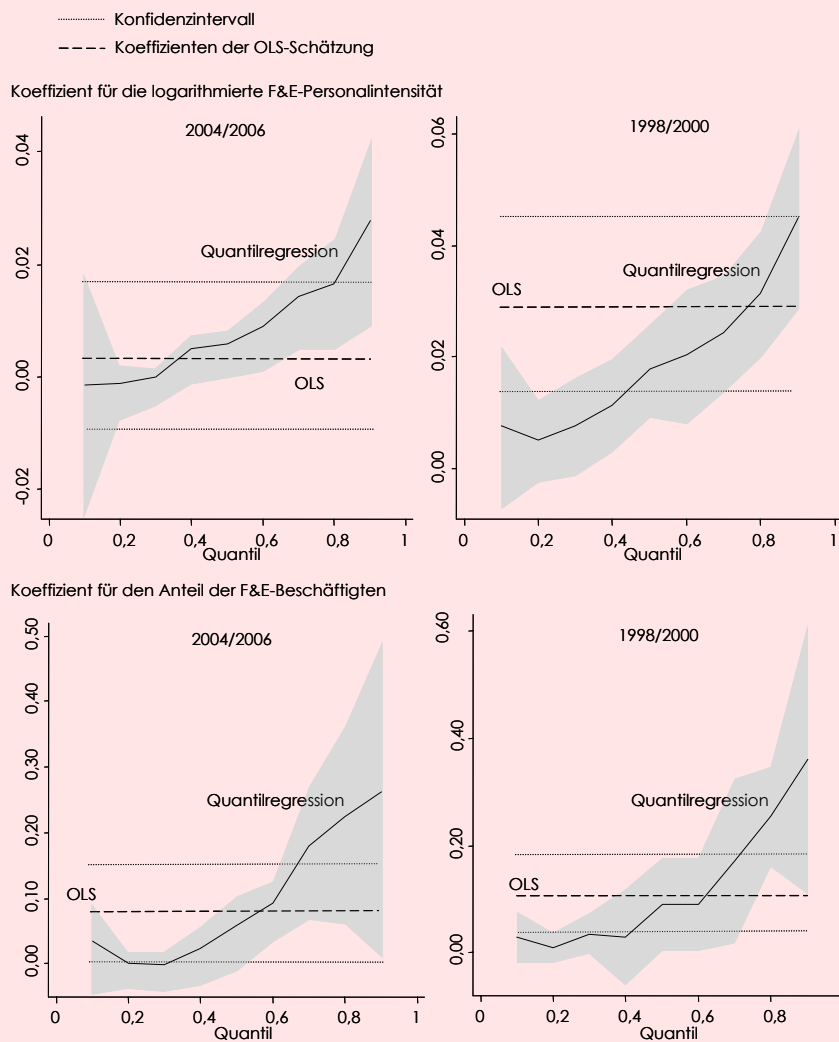 Konfidenzintervall
Koeffizienten der OLS-Schätzung
Koeffizient für die logarithmierte F&E-Personalintensität
2004/2006
0,04
0,02
0,00
-0,02
Quantilregression
OLS
0 0,2 0,4 0,6 0,8 1
Quantil
1998/2000
0,06
0,04
0,02
0,00
Quantilregression
OLS
0 0,2 0,4 0,6 0,8 1
Quantil
Koeffizient für den Anteil der F&E-Beschäftigten
2004/2006
0,50
0,40
0,30
0,20
0,10
0,00
Quantilregression
OLS
0 0,2 0,4 0,6 0,8 1
Quantil
1998/2000
0,60
0,40
0,20
0,00
Quantilregression
OLS
0 0,2 0,4 0,6 0,8 1
Quantil